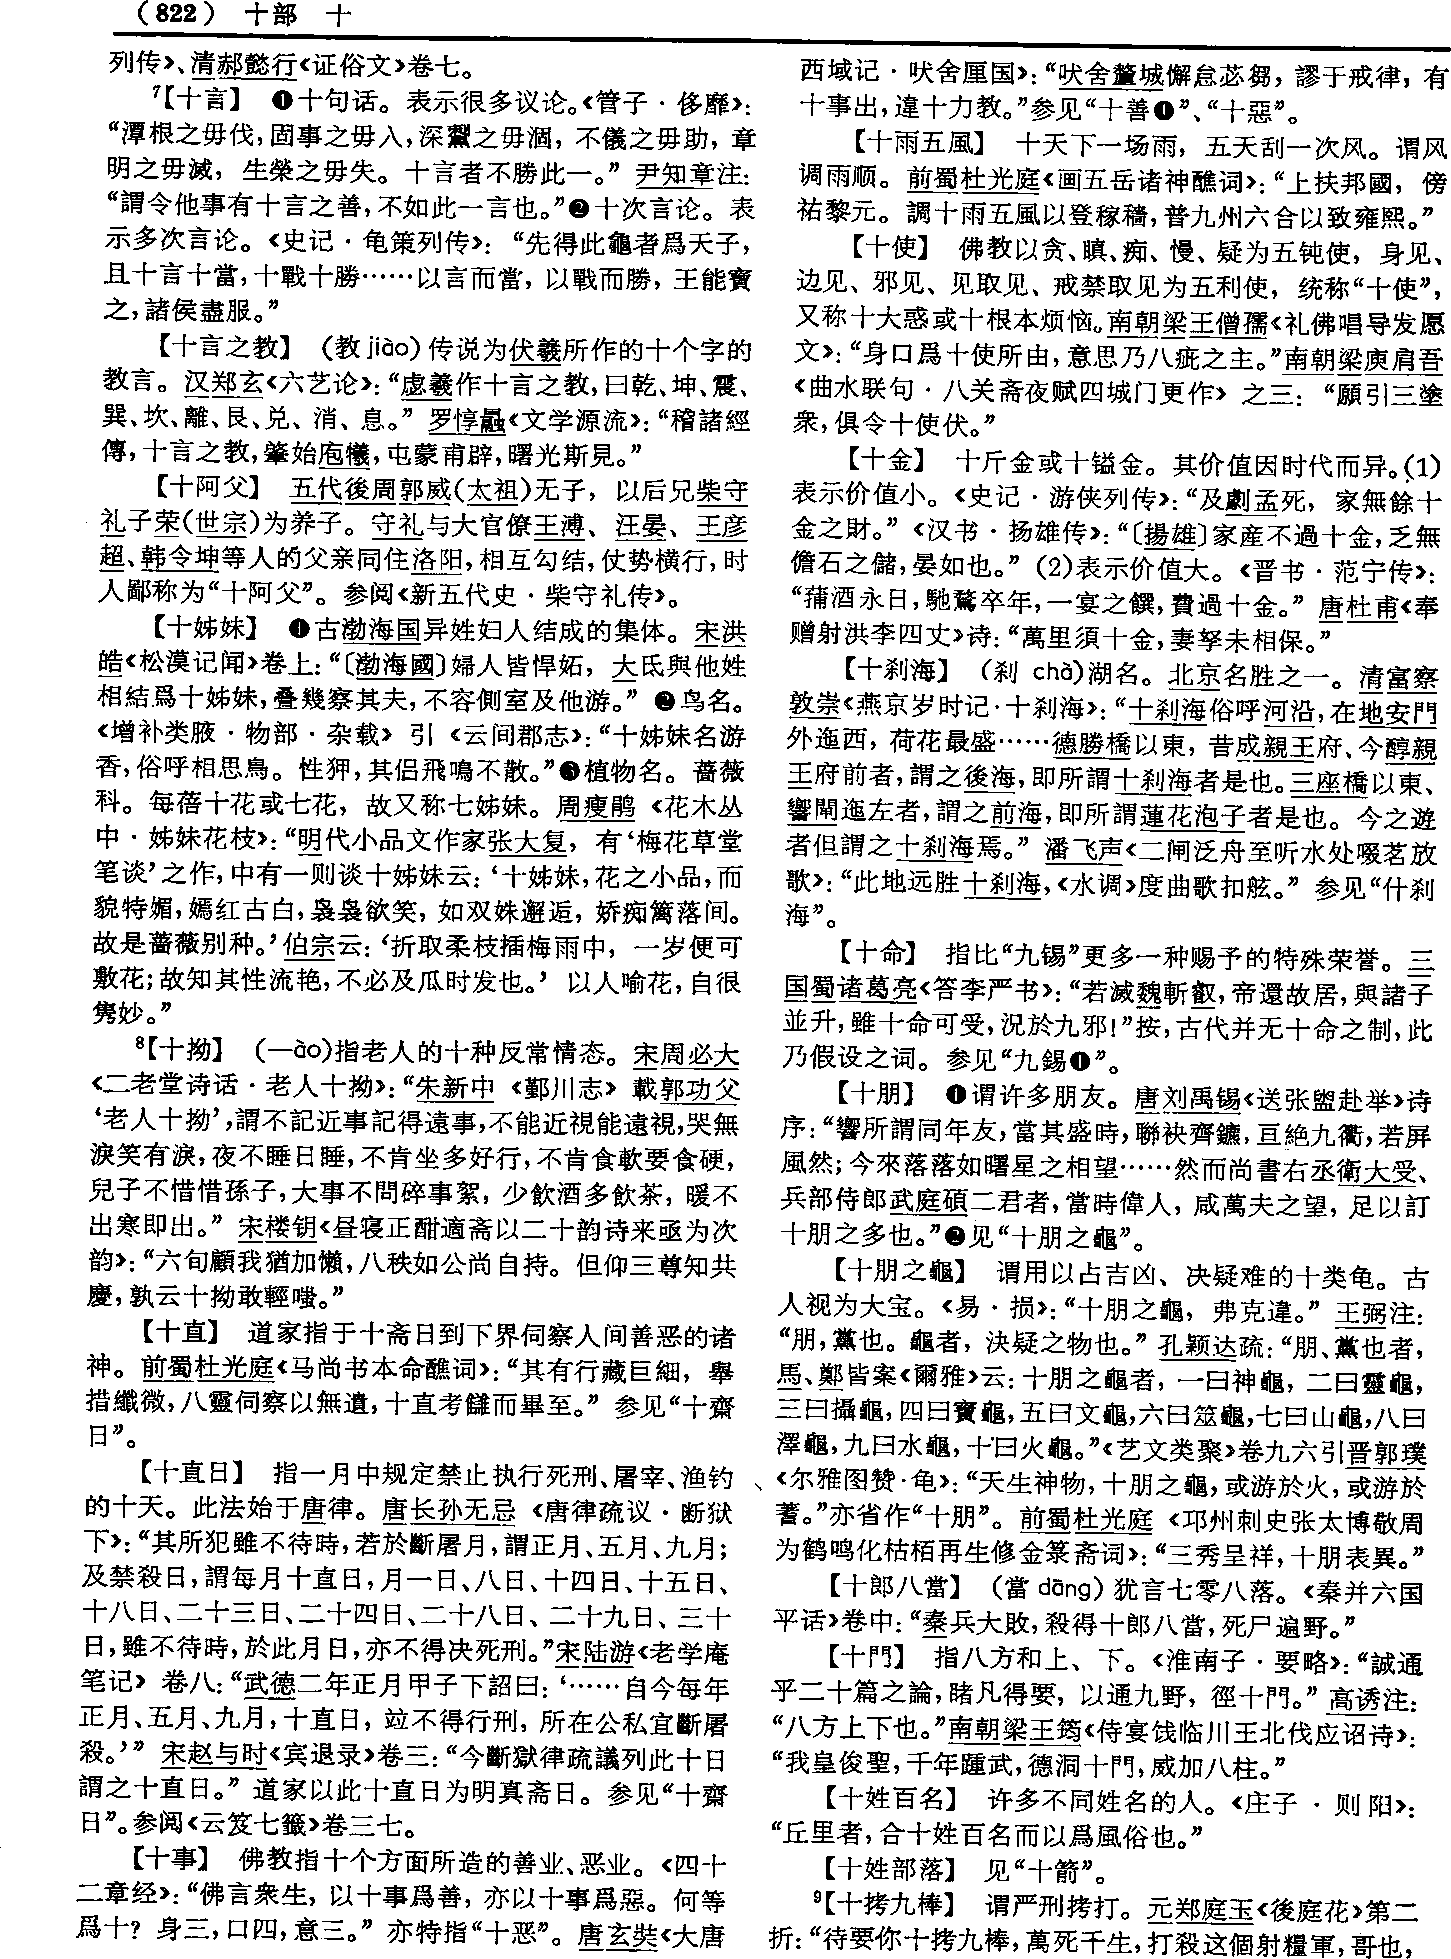 （822） 十部 十
列传》、清郝懿行《证俗文》卷七。
⁷【十言】 ❶十句话。表示很多议论。《管子·侈靡》：
“潭根之毋伐，固事之毋入，深黧之毋涸，不儀之毋助，章
明之毋滅，生榮之毋失。十言者不勝此一。”尹知章注：
“謂令他事有十言之善，不如此一言也。”❷十次言论。表
示多次言论。《史记·龟策列传》：“先得此龜者爲天子，
且十言十當，十戰十勝……以言而當，以戰而勝，王能寶
之，諸侯盡服。”
【十言之教】 （教jiào）传说为伏羲所作的十个字的
教言。汉郑玄《六艺论》：“虙羲作十言之教，曰乾、坤、震、
巽、坎、離、艮、兑、消、息。”罗惇曧《文学源流》：“稽諸經
傳，十言之教，肇始庖犧，屯蒙甫辟，曙光斯見。”
【十阿父】 五代後周郭威（太祖）无子，以后兄柴守
礼子荣（世宗）为养子。守礼与大官僚王溥、汪晏、王彦
超、韩令坤等人的父亲同住洛阳，相互勾结，仗势横行，时
人鄙称为“十阿父”。参阅《新五代史·柴守礼传》。
【十姊妹】 ❶古渤海国异姓妇人结成的集体。宋洪
皓《松漠记闻》卷上：“〔渤海國〕婦人皆悍妬，大氐與他姓
相結爲十姊妹，叠幾察其夫，不容側室及他游。”❷鸟名。
《增补类腋·物部·杂载》引《云间郡志》：“十姊妹名游
香，俗呼相思鳥。性狎，其侣飛鳴不散。”❸植物名。蔷薇
科。每蓓十花或七花，故又称七姊妹。周瘦鹃《花木丛
中·姊妹花枝》：“明代小品文作家张大复，有‘梅花草堂
笔谈’之作，中有一则谈十姊妹云：‘十姊妹，花之小品，而
貌特媚，嫣红古白，袅袅欲笑，如双姝邂逅，娇痴篱落间。
故是蔷薇别种。’伯宗云：‘折取柔枝插梅雨中，一岁便可
敷花；故知其性流艳，不必及瓜时发也。’以人喻花，自很
隽妙。”
⁸【十拗】 （—ào）指老人的十种反常情态。宋周必大
《二老堂诗话·老人十拗》：“朱新中《鄞川志》載郭功父
‘老人十拗’，謂不記近事記得遠事，不能近視能遠視，哭無
淚笑有淚，夜不睡日睡，不肯坐多好行，不肯食軟要食硬，
兒子不惜惜孫子，大事不問碎事絮，少飲酒多飲茶，暖不
出寒即出。”宋楼钥《昼寝正酣適斋以二十韵诗来亟为次
韵》：“六旬顧我猶加懶，八秩如公尚自持。但仰三尊知共
慶，孰云十拗敢輕嗤。”
【十直】 道家指于十斋日到下界伺察人间善恶的诸
神。前蜀杜光庭《马尚书本命醮词》：“其有行藏巨細，舉
措纖微，八靈伺察以無遺，十直考讎而畢至。”参见“十齋
日”。
【十直日】 指一月中规定禁止执行死刑、屠宰、渔钓
的十天。此法始于唐律。唐长孙无忌《唐律疏议·断狱
下》：“其所犯雖不待時，若於斷屠月，謂正月、五月、九月；
及禁殺日，謂每月十直日，月一日、八日、十四日、十五日、
十八日、二十三日、二十四日、二十八日、二十九日、三十
日，雖不待時，於此月日，亦不得决死刑。”宋陆游《老学庵
笔记》卷八：“武德二年正月甲子下詔曰：‘……自今每年
正月、五月、九月，十直日，竝不得行刑，所在公私宜斷屠
殺。’”宋赵与时《宾退录》卷三：“今斷獄律疏議列此十日
謂之十直日。”道家以此十直日为明真斋日。参见“十齋
日”。参阅《云笈七籤》卷三七。
【十事】 佛教指十个方面所造的善业、恶业。《四十
二章经》：“佛言衆生，以十事爲善，亦以十事爲惡。何等
爲十？身三，口四，意三。”亦特指“十恶”。唐玄奘《大唐
西域记·吠舍厘国》：“吠舍釐城懈怠苾芻，謬于戒律，有
十事出，違十力教。”参见“十善❶”、“十惡”。
【十雨五風】 十天下一场雨，五天刮一次风。谓风
调雨顺。前蜀杜光庭《画五岳诸神醮词》：“上扶邦國，傍
祐黎元。調十雨五風以登稼穡，普九州六合以致雍熙。”
【十使】 佛教以贪、瞋、痴、慢、疑为五钝使，身见、
边见、邪见、见取见、戒禁取见为五利使，统称“十使”，
又称十大惑或十根本烦恼。南朝梁王僧孺《礼佛唱导发愿
文》：“身口爲十使所由，意思乃八疵之主。”南朝梁庾肩吾
《曲水联句·八关斋夜赋四城门更作》之三：“願引三塗
衆，俱令十使伏。”
【十金】 十斤金或十镒金。其价值因时代而异。（1）
表示价值小。《史记·游侠列传》：“及劇孟死，家無餘十
金之財。”《汉书·扬雄传》：“〔揚雄〕家産不過十金，乏無
儋石之儲，晏如也。”（2）表示价值大。《晋书·范宁传》：
“蒱酒永日，馳騖卒年，一宴之饌，費過十金。”唐杜甫《奉
赠射洪李四丈》诗：“萬里須十金，妻孥未相保。”
【十刹海】 （刹 chà）湖名。北京名胜之一。清富察
敦崇《燕京岁时记·十刹海》：“十刹海俗呼河沿，在地安門
外迤西，荷花最盛……德勝橋以東，昔成親王府、今醇親
王府前者，謂之後海，即所謂十刹海者是也。三座橋以東、
響閘迤左者，謂之前海，即所謂蓮花泡子者是也。今之遊
者但謂之十刹海焉。”潘飞声《二闸泛舟至听水处啜茗放
歌》：“此地远胜十刹海，《水调》度曲歌扣舷。”参见“什刹
海”。
【十命】 指比“九锡”更多一种赐予的特殊荣誉。三
国蜀诸葛亮《答李严书》：“若滅魏斬叡，帝還故居，與諸子
並升，雖十命可受，況於九邪！”按，古代并无十命之制，此
乃假设之词。参见“九錫❶”。
【十朋】 ❶谓许多朋友。唐刘禹锡《送张盥赴举》诗
序：“嚮所謂同年友，當其盛時，聯袂齊鑣，亘絶九衢，若屏
風然；今來落落如曙星之相望……然而尚書右丞衛大受、
兵部侍郎武庭碩二君者，當時偉人，咸萬夫之望，足以訂
十朋之多也。”❷见“十朋之龜”。
【十朋之龜】 谓用以占吉凶、决疑难的十类龟。古
人视为大宝。《易·损》：“十朋之龜，弗克違。”王弼注：
“朋，黨也。龜者，決疑之物也。”孔颖达疏：“朋、黨也者，
馬、鄭皆案《爾雅》云：十朋之龜者，一曰神龜，二曰靈龜，
三曰攝龜，四曰寶龜，五曰文龜，六曰筮龜，七曰山龜，八曰
澤龜，九曰水龜，十曰火龜。”《艺文类聚》卷九六引晋郭璞
《尔雅图赞·龟》：“天生神物，十朋之龜，或游於火，或游於
蓍。”亦省作“十朋”。前蜀杜光庭《邛州刺史张太博敬周
为鹤鸣化枯栢再生修金箓斋词》：“三秀呈祥，十朋表異。”
【十郎八當】 （當 dāng）犹言七零八落。《秦并六国
平话》卷中：“秦兵大敗，殺得十郎八當，死尸遍野。”
【十門】 指八方和上、下。《淮南子·要略》：“誠通
乎二十篇之論，睹凡得要，以通九野，徑十門。”高诱注：
“八方上下也。”南朝梁王筠《侍宴饯临川王北伐应诏诗》：
“我皇俊聖，千年踵武，德洞十門，威加八柱。”
【十姓百名】 许多不同姓名的人。《庄子·则阳》：
“丘里者，合十姓百名而以爲風俗也。”
【十姓部落】 见“十箭”。
⁹【十拷九棒】 谓严刑拷打。元郑庭玉《後庭花》第二
折：“待要你十拷九棒，萬死千生，打殺这個射糧軍，哥也，